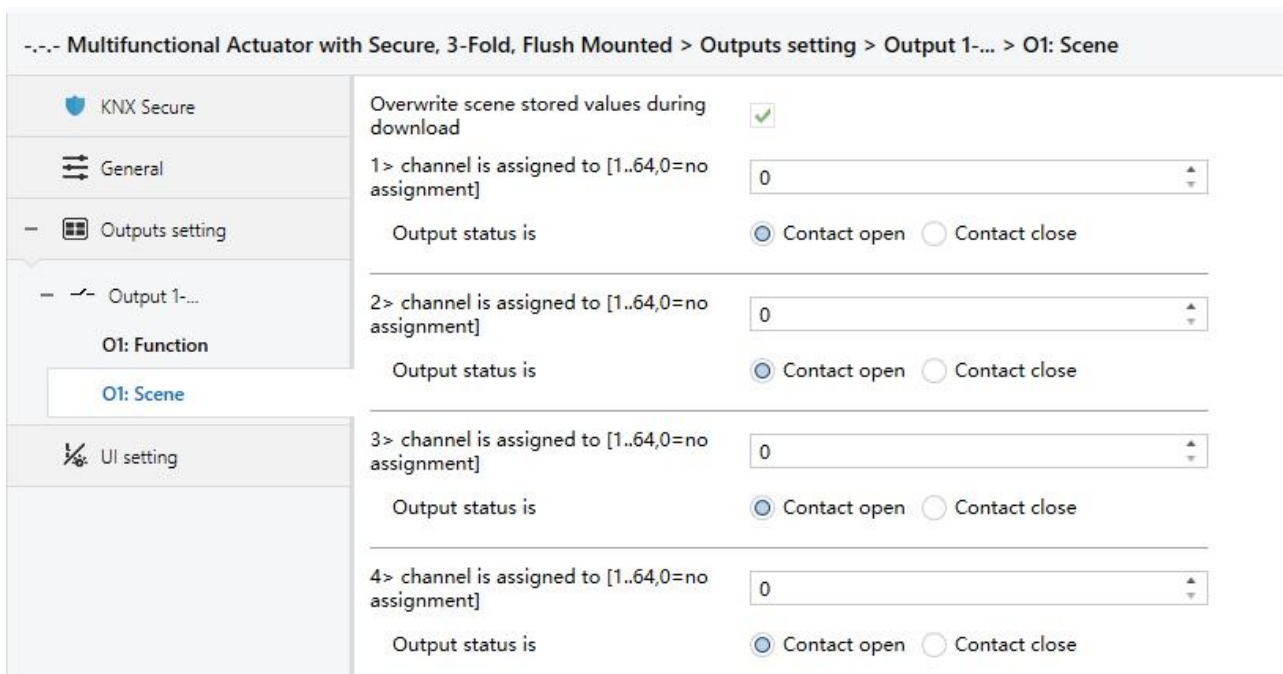 -.-.- Multifunctional Actuator with Secure, 3-Fold, Flush Mounted > Outputs setting > Output 1-... > O1: Scene
KNX Secure
General
Outputs setting
Output 1-...
O1: Function
O1: Scene
UI setting
Overwrite scene stored values during
download
1> channel is assigned to [1..64,0=no
assignment]
0
Output status is
Contact open
Contact close
2> channel is assigned to [1..64,0=no
assignment]
0
Output status is
Contact open
Contact close
3> channel is assigned to [1..64,0=no
assignment]
0
Output status is
Contact open
Contact close
4> channel is assigned to [1..64,0=no
assignment]
0
Output status is
Contact open
Contact close